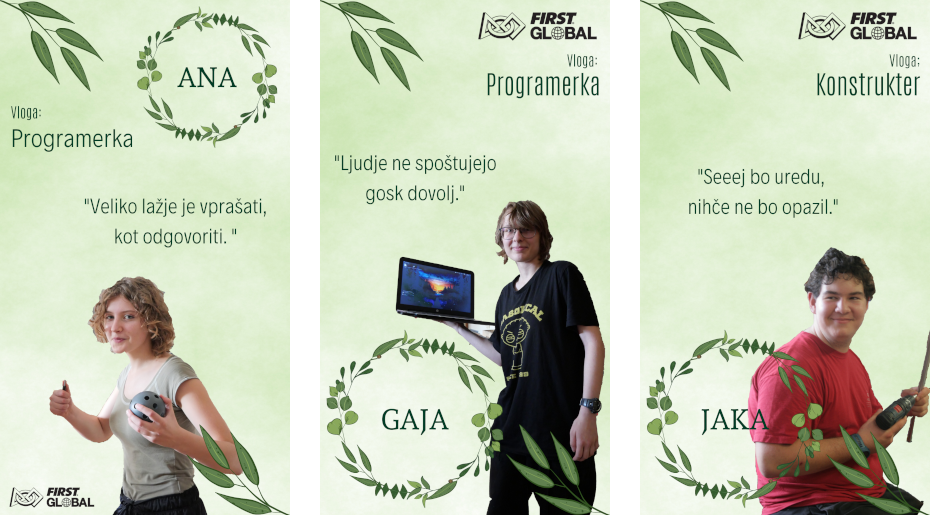 ANA
Vloga:
Programerka
"Veliko lažje je vprašati,
kot odgovoriti. "
FIRST
GLOBAL
FIRST
GLOBAL
Vloga:
Programerka
"Ljudje ne spoštujejo
gosk dovolj."
GAJA
FIRST
GLOBAL
Vloga;
Konstrukter
"Seeej bo uredu,
nihče ne bo opazil."
JAKA